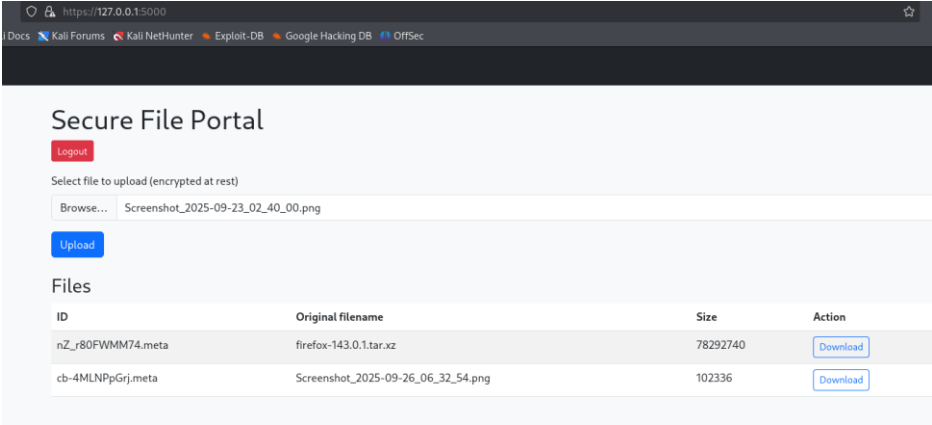 https://127.0.0.1:5000
i Docs Kali Forums Kali NetHunter Exploit-DB Google Hacking DB OffSec
Secure File Portal
Logout
Select file to upload (encrypted at rest)
Browse... Screenshot_2025-09-23_02_40_00.png
Upload
Files
ID Original filename Size Action
nZ_r80FWMM74.meta firefox-143.0.1.tar.xz 78292740 Download
cb-4MLNPpGrj.meta Screenshot_2025-09-26_06_32_54.png 102336 Download